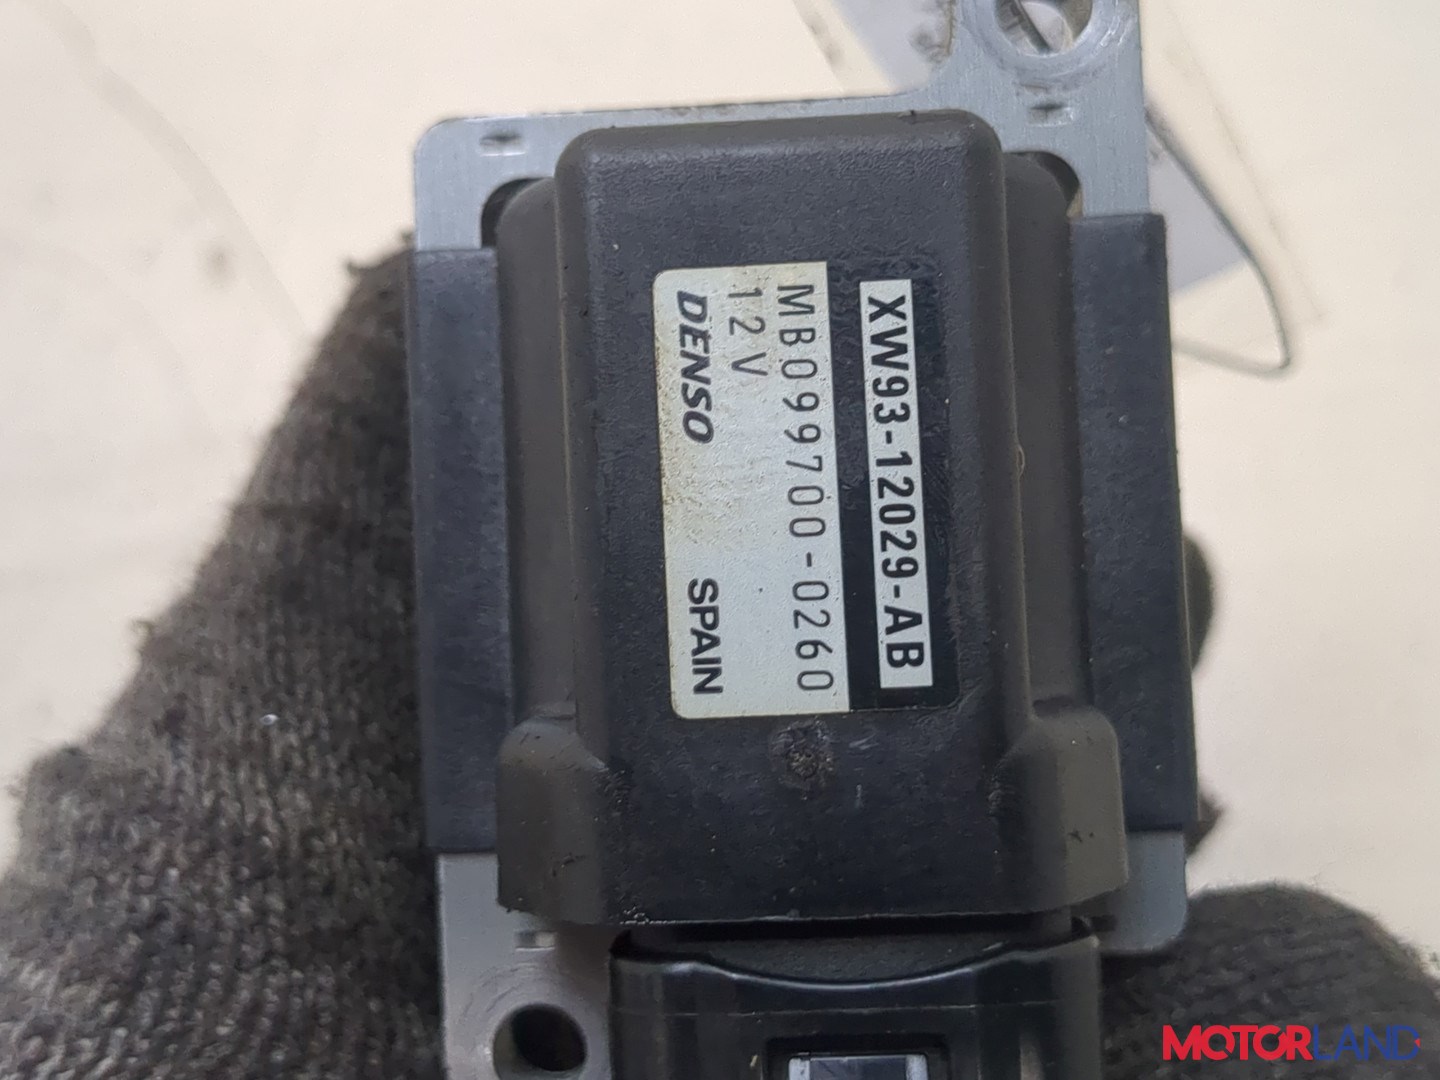 XW93-12029-AB
MB099700-0260
12V
DENSO SPAIN
MOTORLAND